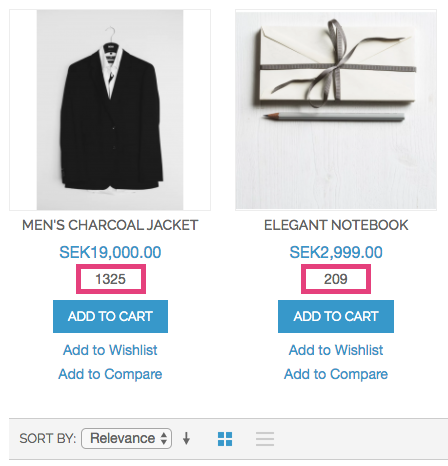 MEN'S CHARCOAL JACKET
SEK19,000.00
1325
ADD TO CART
Add to Wishlist
Add to Compare
ELEGANT NOTEBOOK
SEK2,999.00
209
ADD TO CART
Add to Wishlist
Add to Compare
SORT BY: Relevance